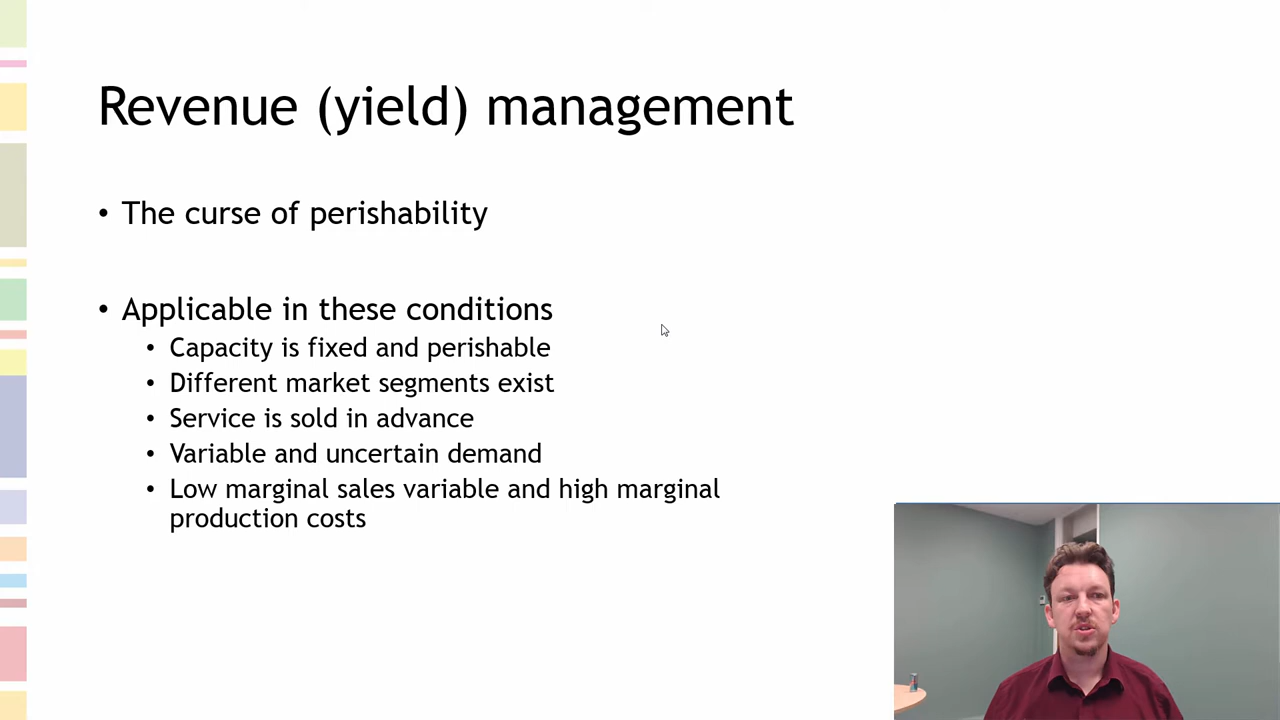 Revenue (yield) management
• The curse of perishability
• Applicable in these conditions
• Capacity is fixed and perishable
• Different market segments exist
• Service is sold in advance
• Variable and uncertain demand
• Low marginal sales variable and high marginal
production costs